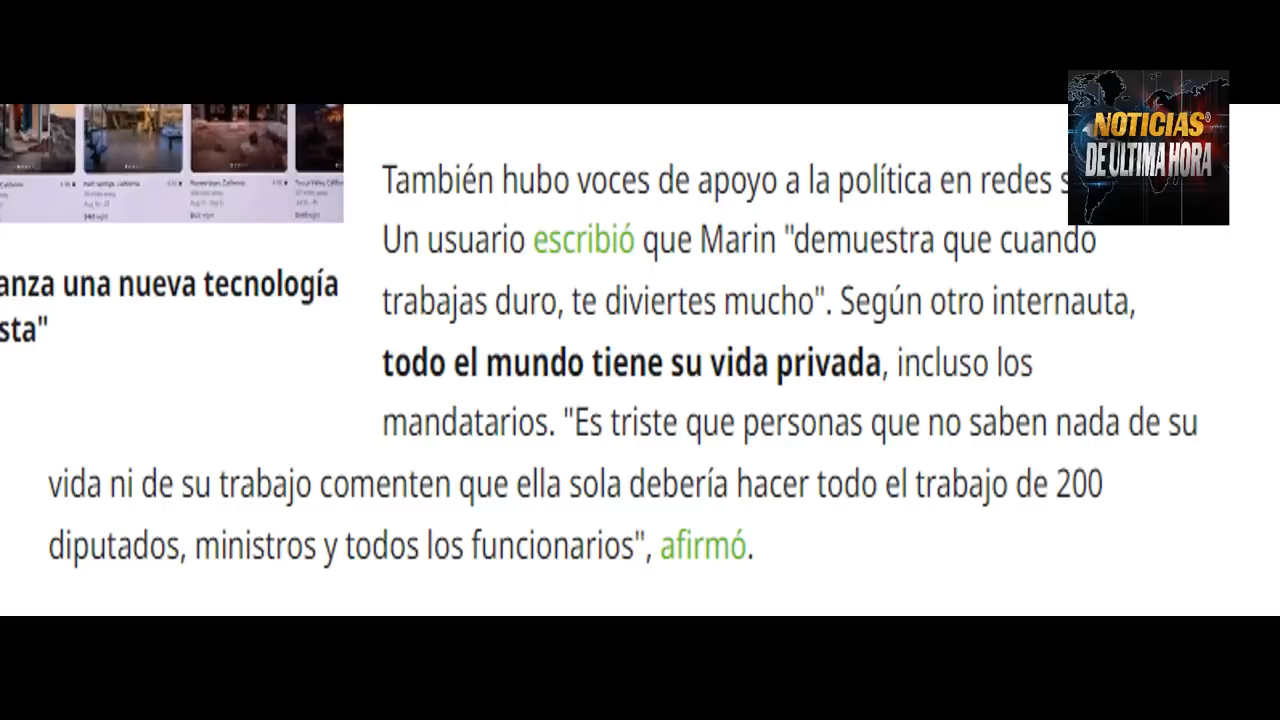 NOTICIAS
DE ULTIMA HORA
También hubo voces de apoyo a la política en redes
Un usuario escribió que Marin "demuestra que cuando
trabajas duro, te diviertes mucho". Según otro internauta,
todo el mundo tiene su vida privada, incluso los
mandatarios. "Es triste que personas que no saben nada de su
vida ni de su trabajo comenten que ella sola debería hacer todo el trabajo de 200
diputados, ministros y todos los funcionarios", afirmó.
anza una nueva tecnología
sta"